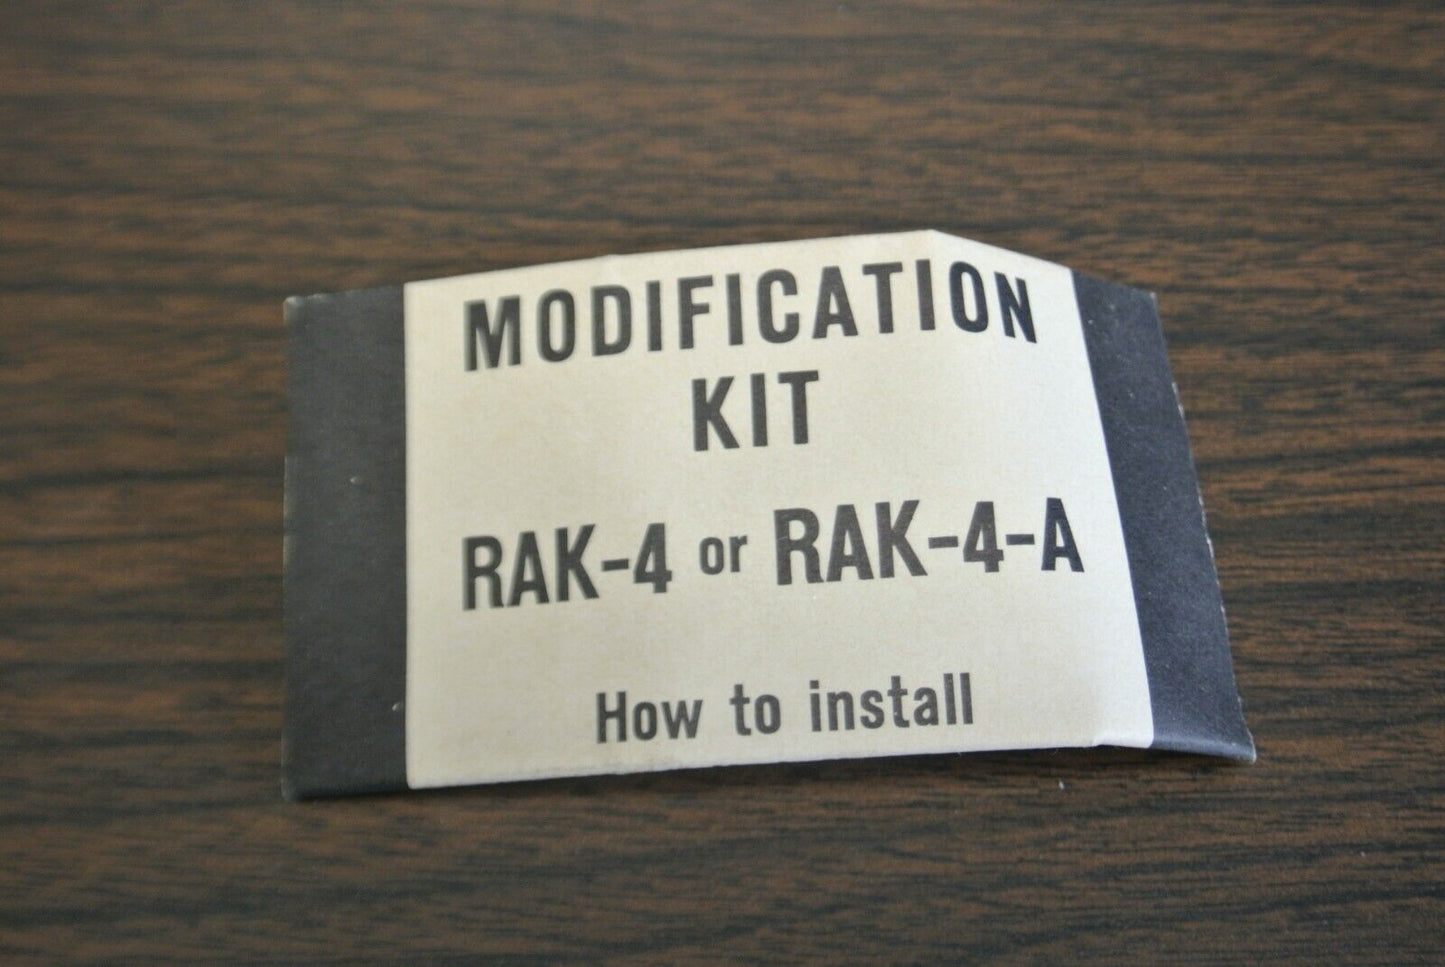 MODIFICATION
KIT
RAK-4 or RAK-4-A
How to install